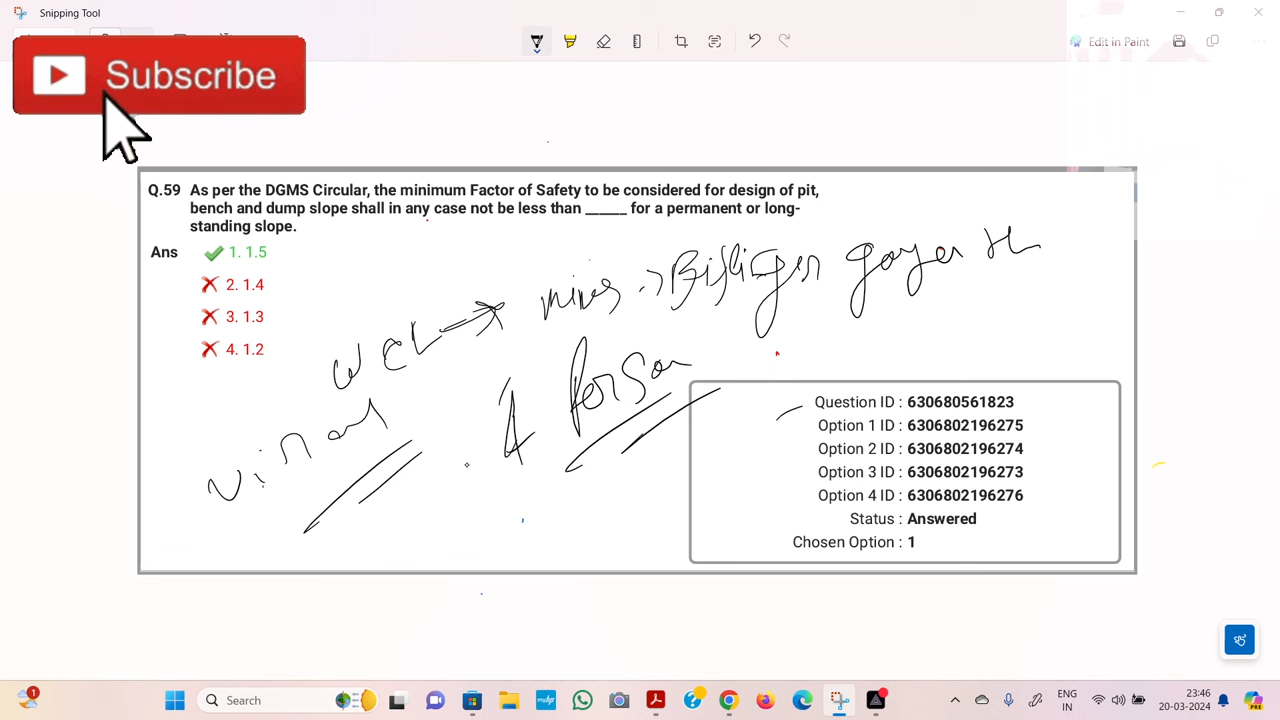 Snipping Tool
Edit in Paint
Subscribe
Q.59 As per the DGMS Circular, the minimum Factor of Safety to be considered for design of pit,
bench and dump slope shall in any case not be less than ______ for a permanent or long-
standing slope.
Ans 1. 1.5
2. 1.4
3. 1.3
4. 1.2
WCL → mines →
4 Person
Question ID : 630680561823
Option 1 ID : 6306802196275
Option 2 ID : 6306802196274
Option 3 ID : 6306802196273
Option 4 ID : 6306802196276
Status : Answered
Chosen Option : 1
1
Search
ENG
IN
23:46
20-03-2024